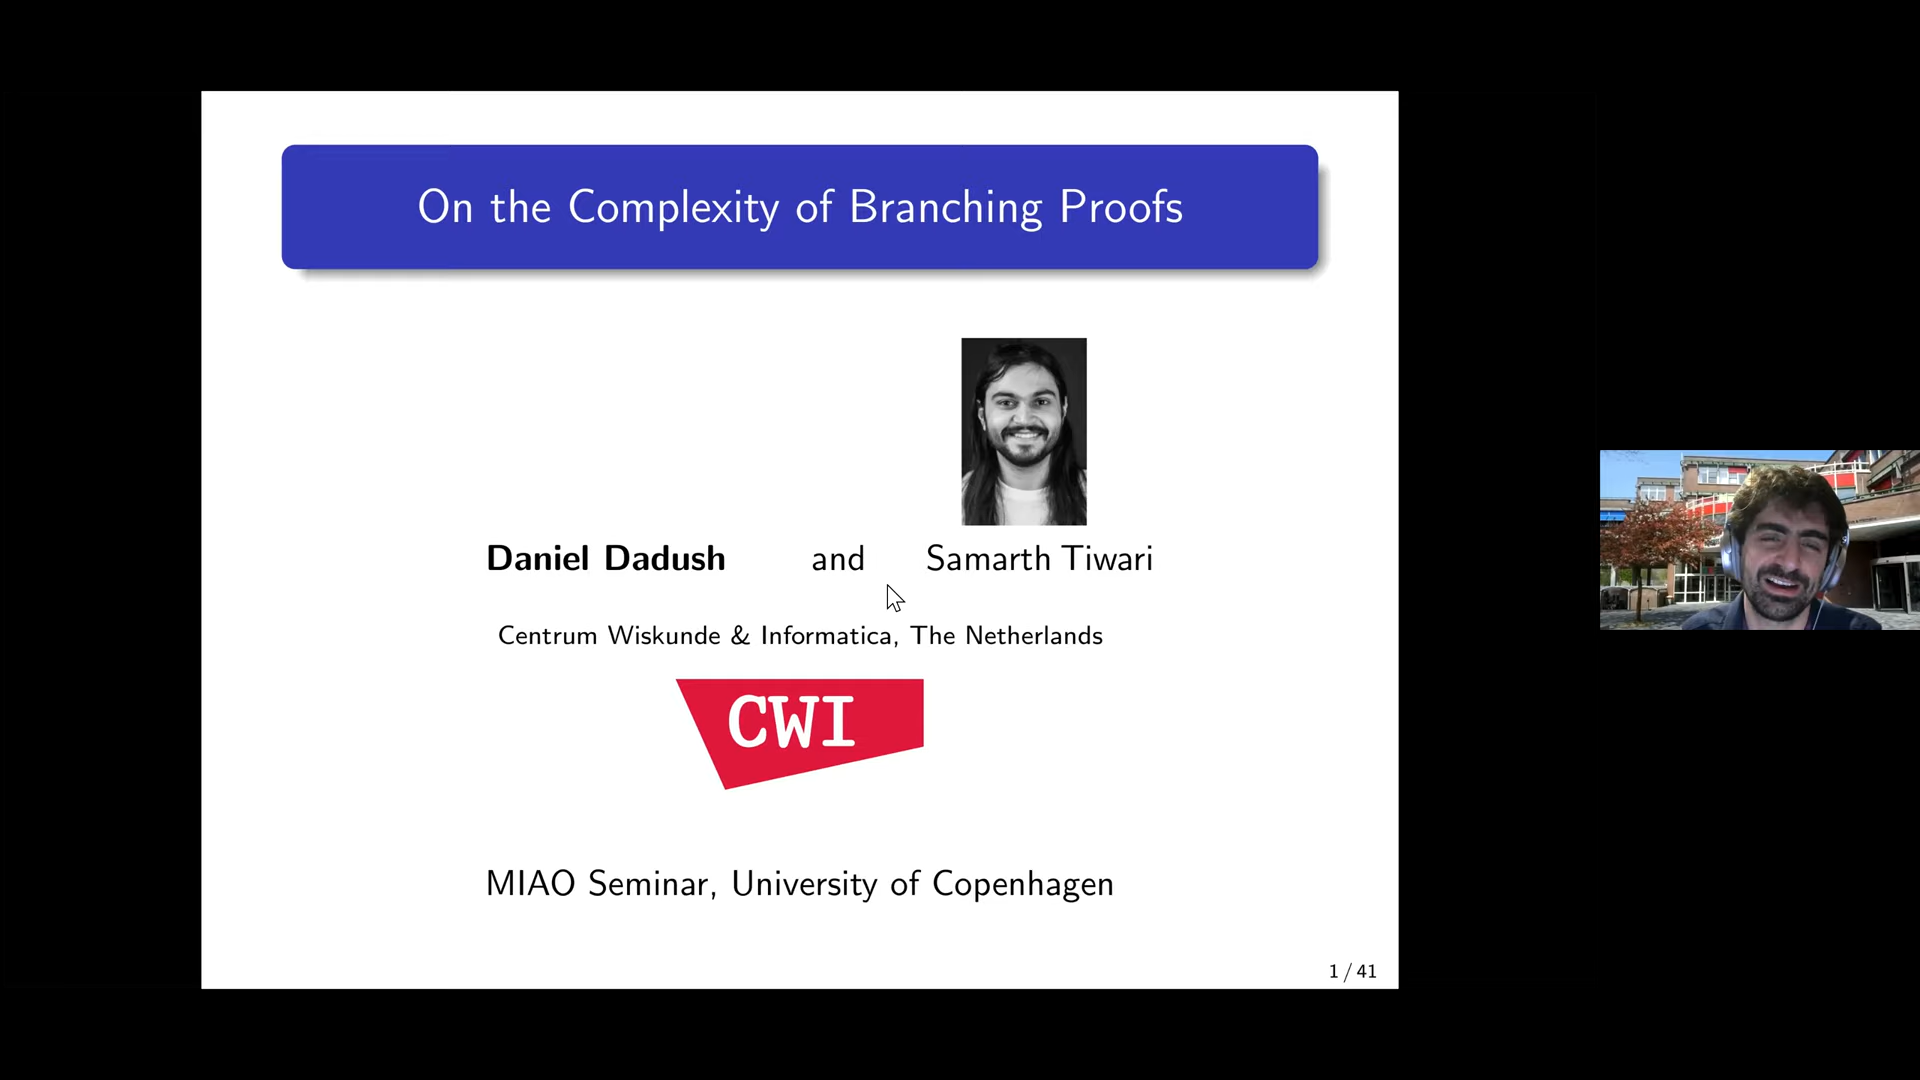 On the Complexity of Branching Proofs
Daniel Dadush and Samarth Tiwari
Centrum Wiskunde & Informatica, The Netherlands
CWI
MIAO Seminar, University of Copenhagen
1 / 41